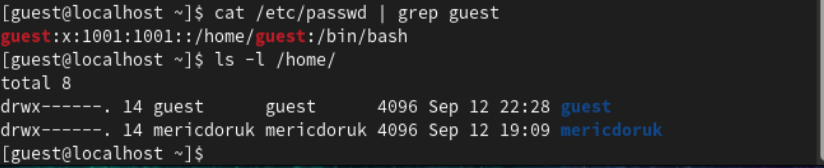 [guest@localhost ~]$ cat /etc/passwd | grep guest
guest:x:1001:1001::/home/guest:/bin/bash
[guest@localhost ~]$ ls -l /home/
total 8
drwx------. 14 guest      guest      4096 Sep 12 22:28 guest
drwx------. 14 mericdoruk mericdoruk 4096 Sep 12 19:09 mericdoruk
[guest@localhost ~]$